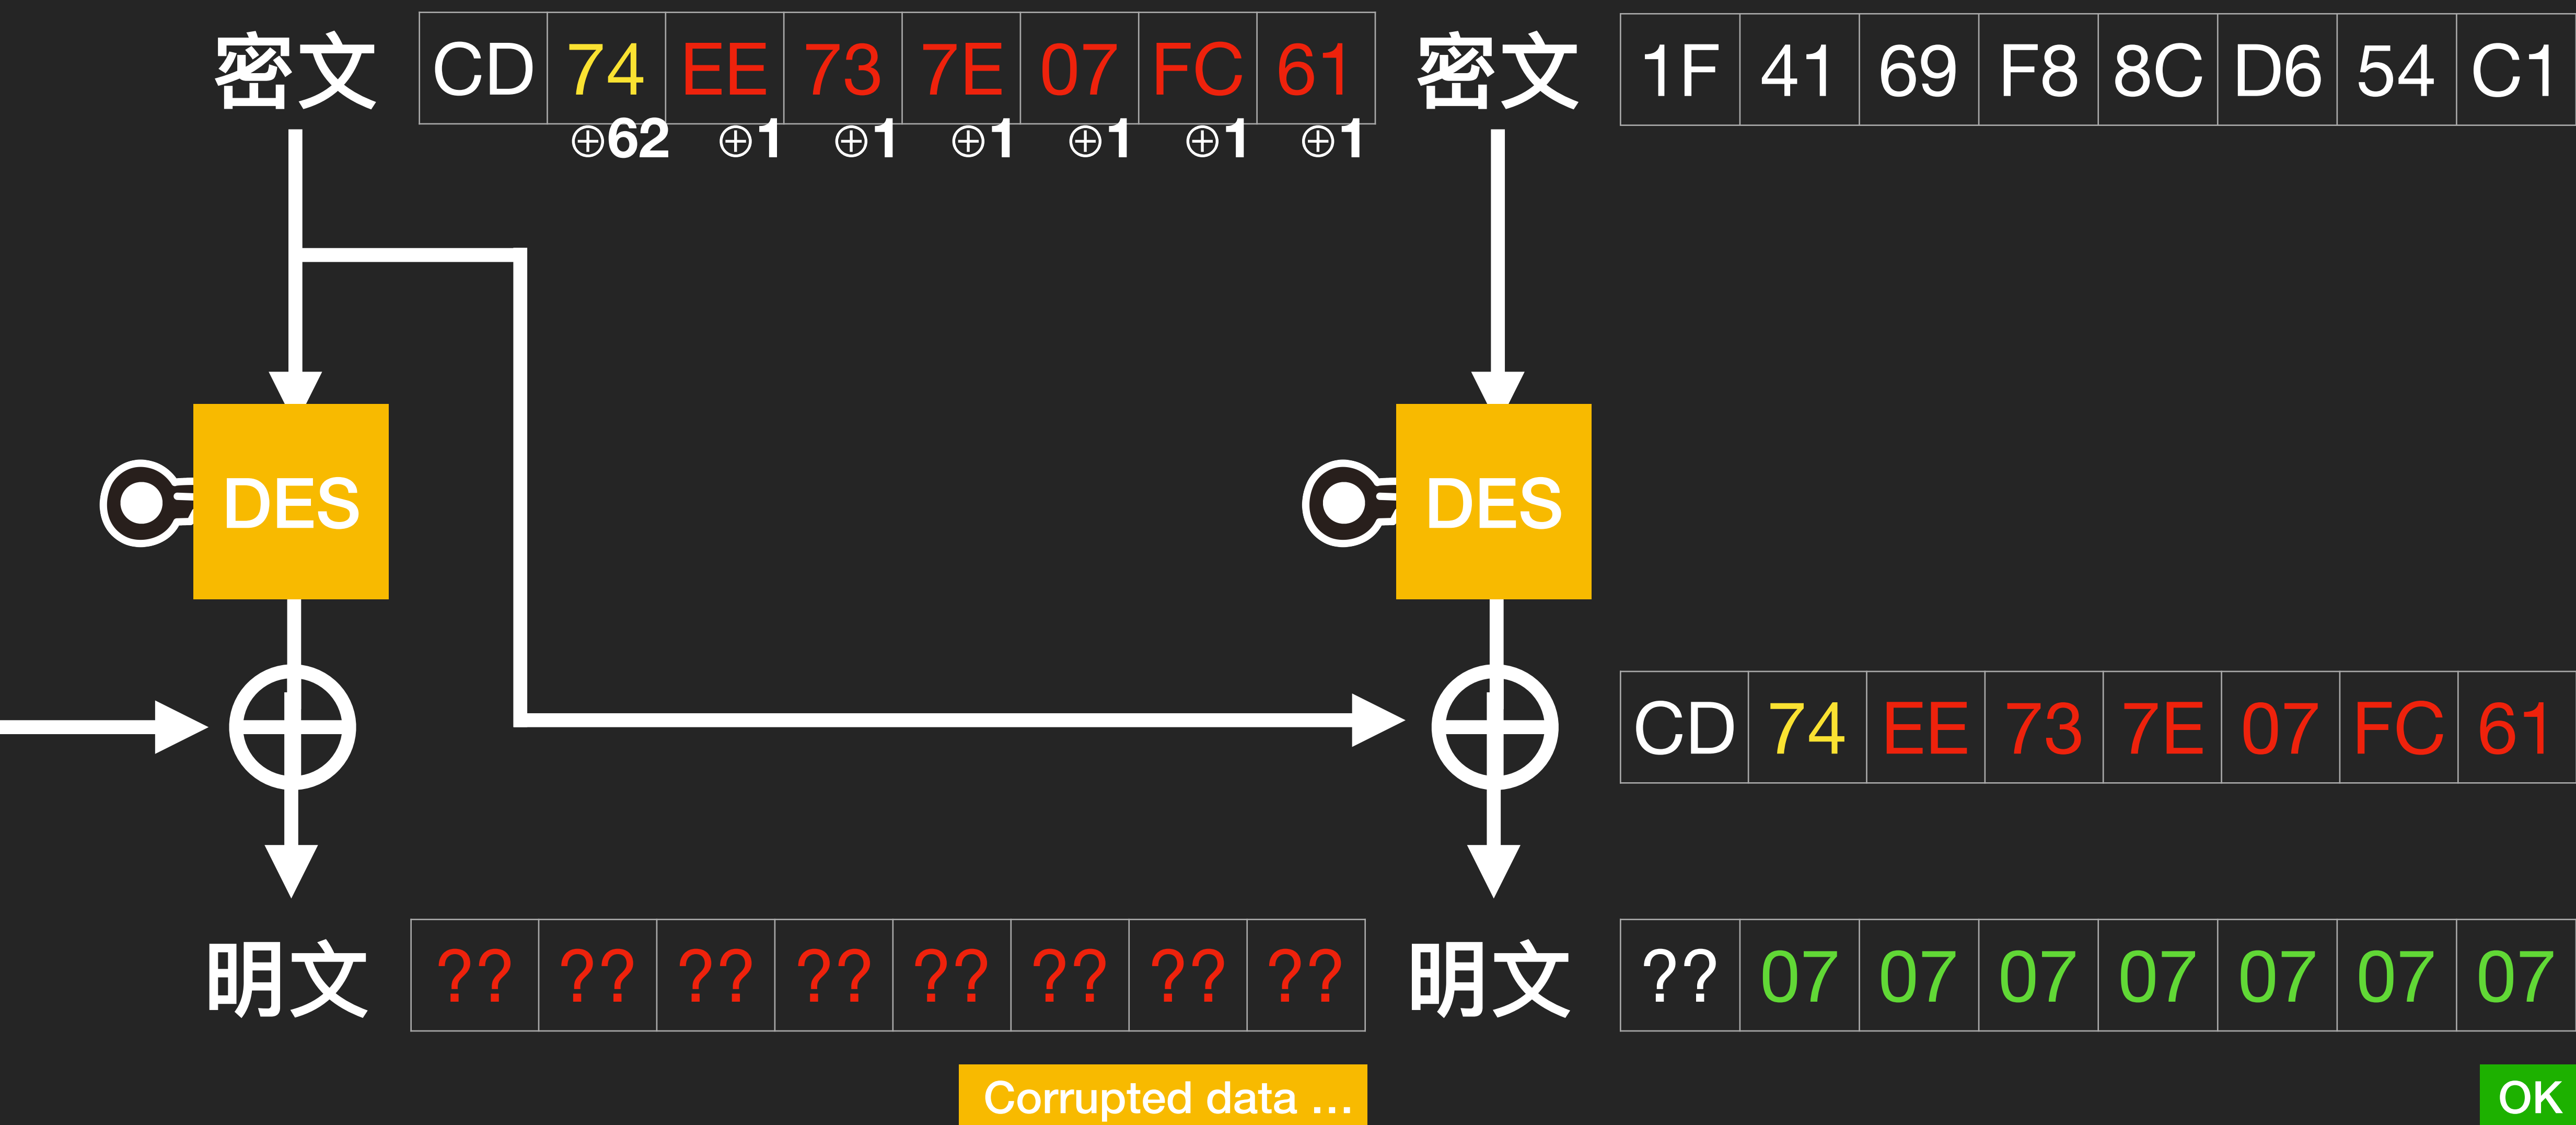 密文 CD 74 EE 73 7E 07 FC 61 密文 1F 41 69 F8 8C D6 54 C1
⊕62 ⊕1 ⊕1 ⊕1 ⊕1 ⊕1 ⊕1
DES DES
CD 74 EE 73 7E 07 FC 61
明文 ?? ?? ?? ?? ?? ?? ?? ?? 明文 ?? 07 07 07 07 07 07 07
Corrupted data ... OK